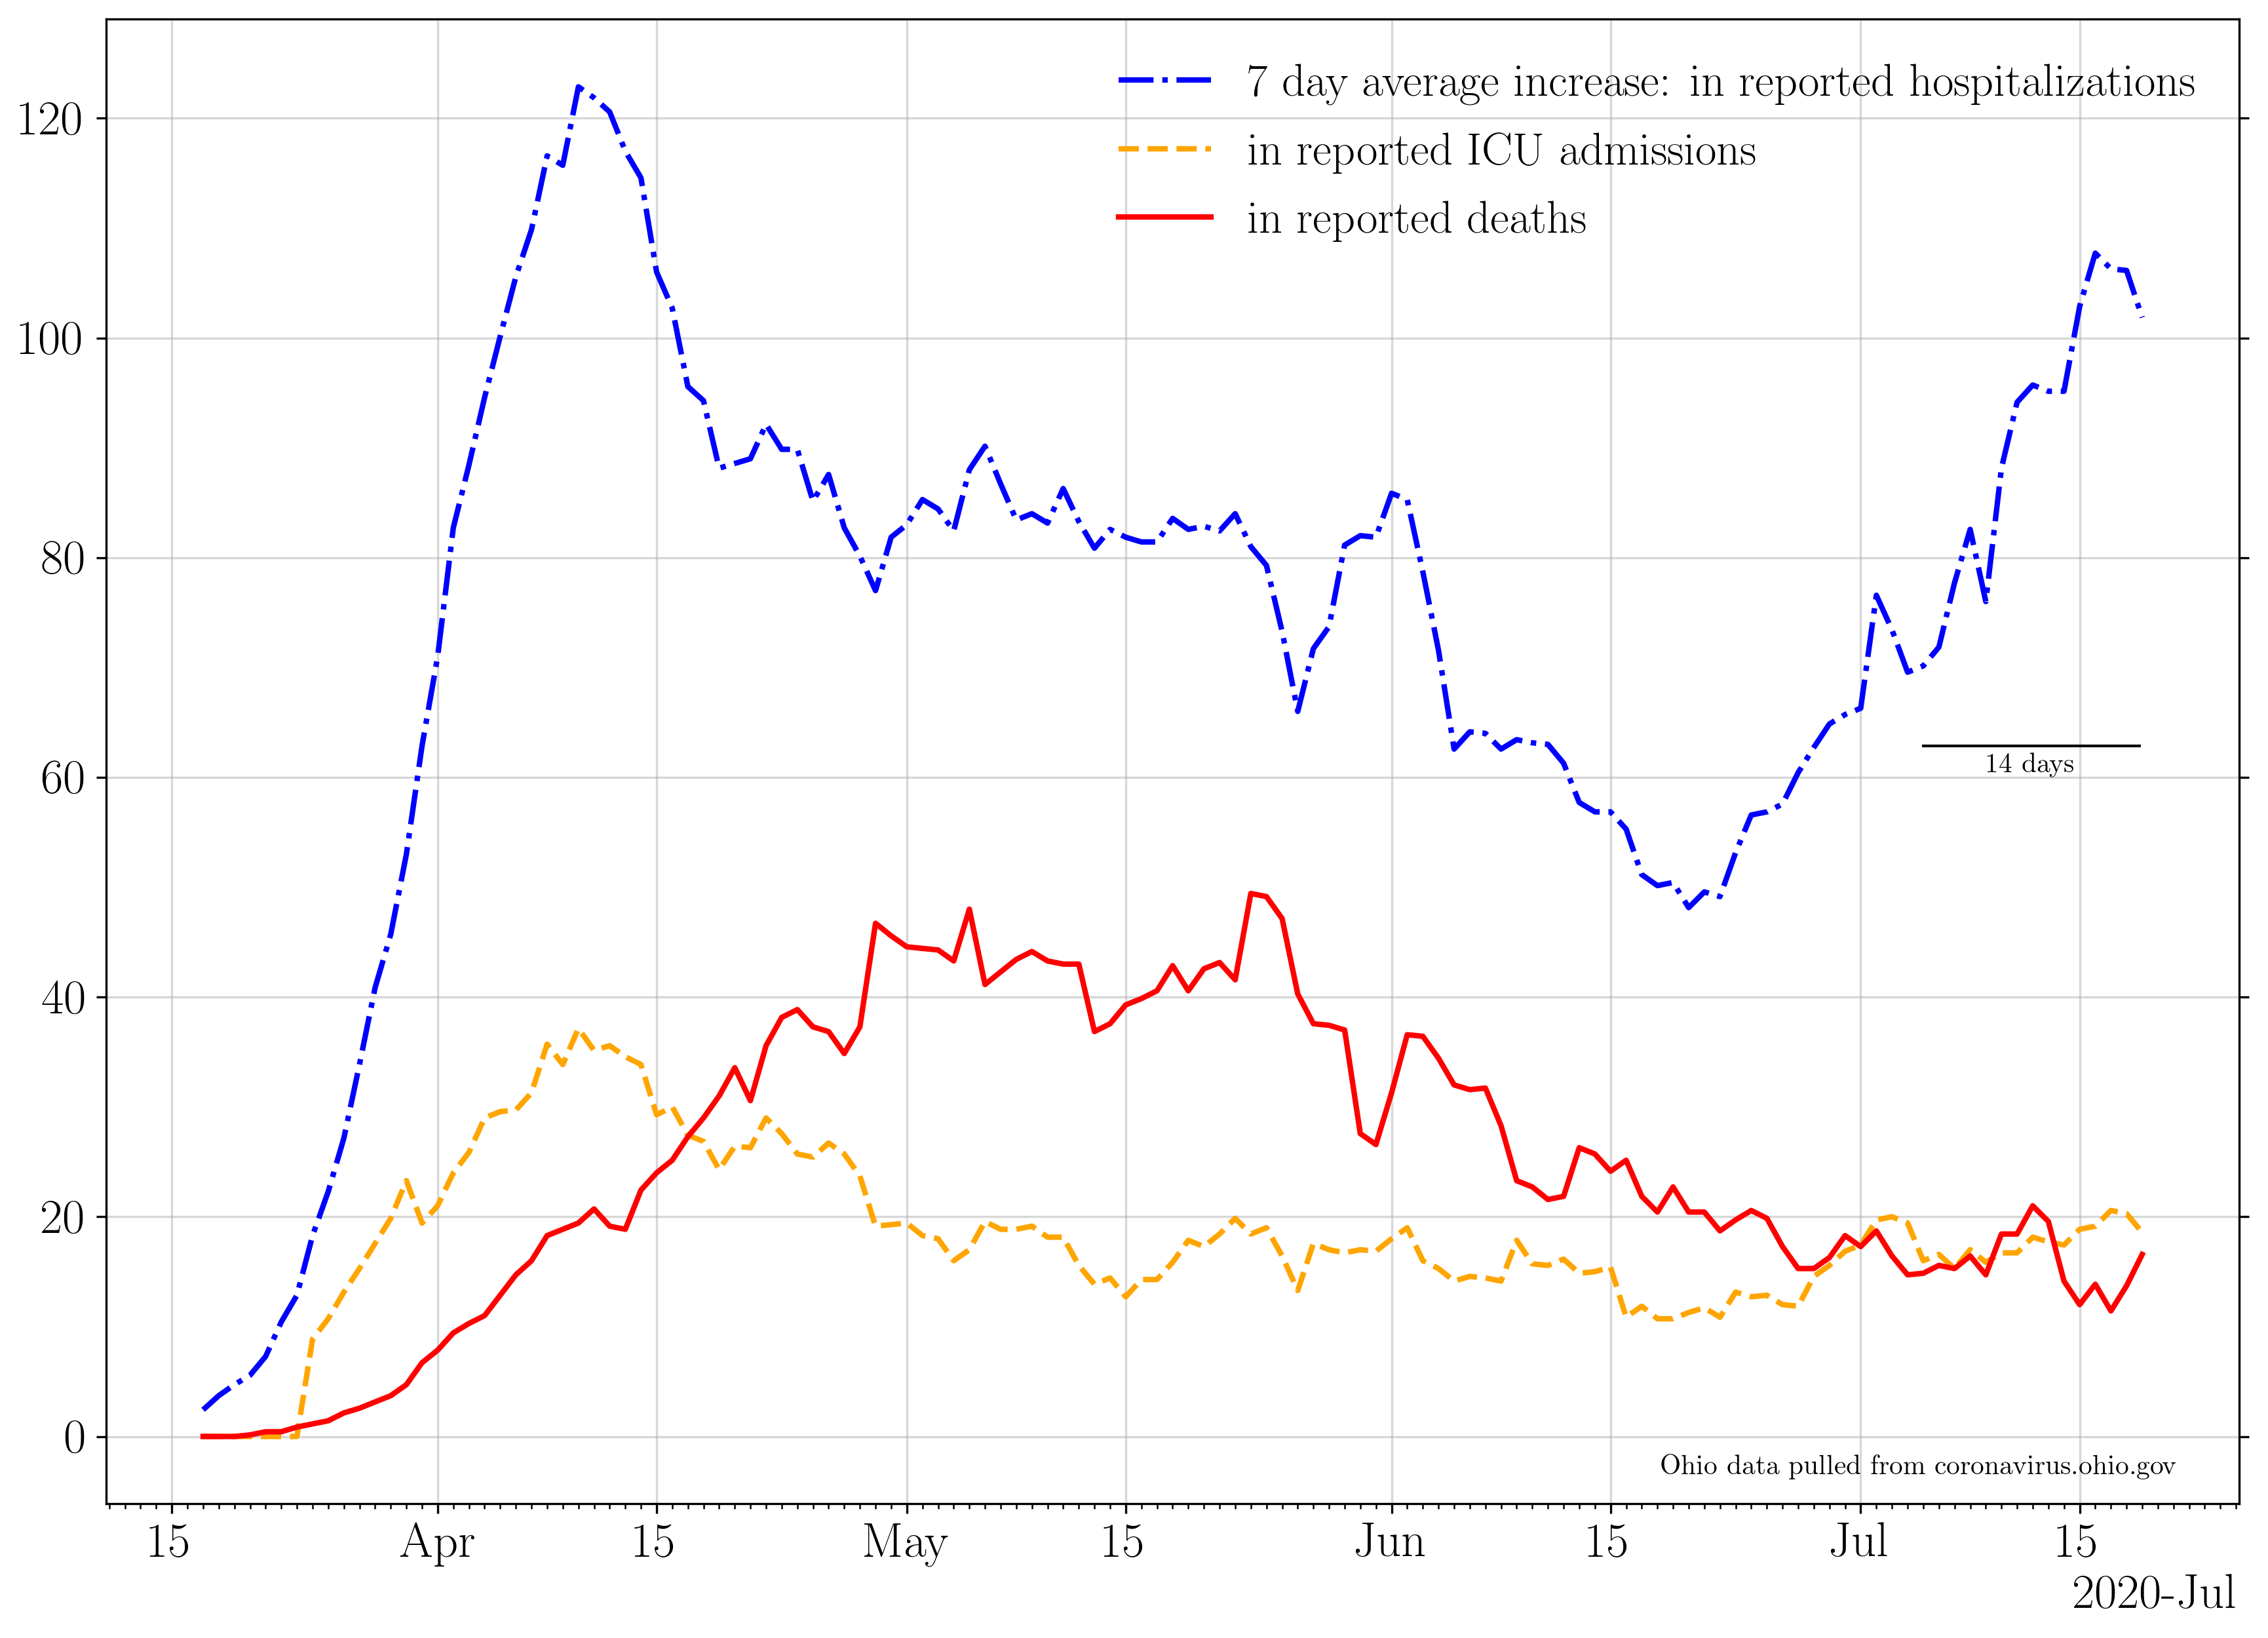 7 day average increase: in reported hospitalizations
in reported ICU admissions
in reported deaths
120
100
80
60
40
20
0
14 days
Ohio data pulled from coronavirus.ohio.gov
15 Apr 15 May 15 Jun 15 Jul 15
2020-Jul